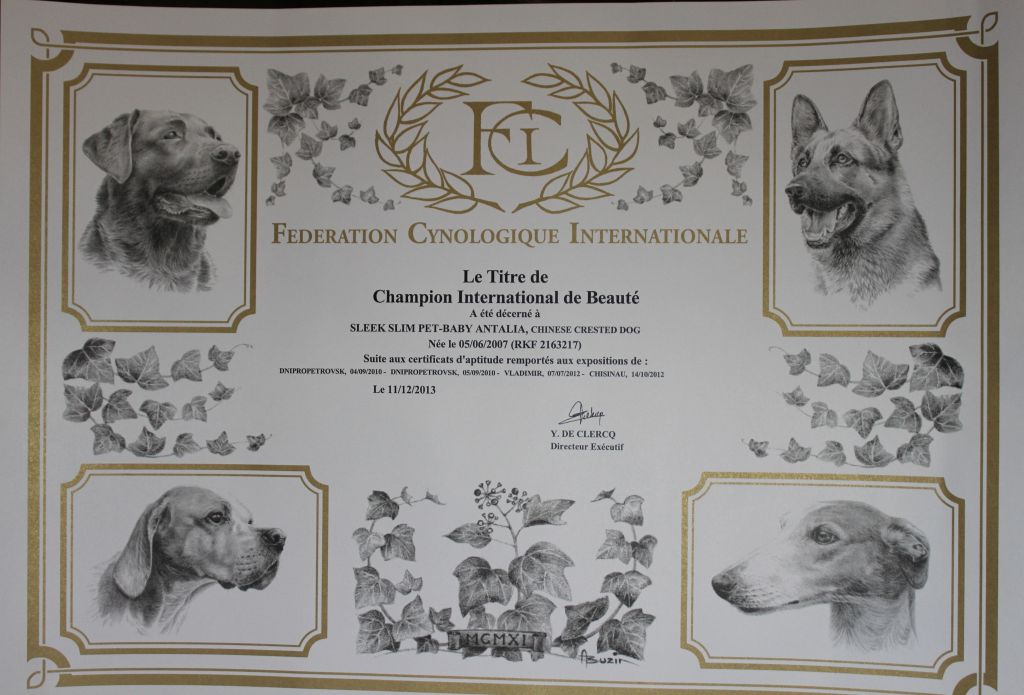 FCI
FEDERATION CYNOLOGIQUE INTERNATIONALE
Le Titre de
Champion International de Beauté
A été décerné à
SLEEK SLIM PET-BABY ANTALIA, CHINESE CRESTED DOG
Née le 05/06/2007 (RKF 2163217)
Suite aux certificats d'aptitude remportés aux expositions de :
DNIPROPETROVSK, 04/09/2010 - DNIPROPETROVSK, 05/09/2010 - VLADIMIR, 07/07/2012 - CHISINAU, 14/10/2012
Le 11/12/2013
Y. DE CLERCQ
Directeur Exécutif
MCMXI